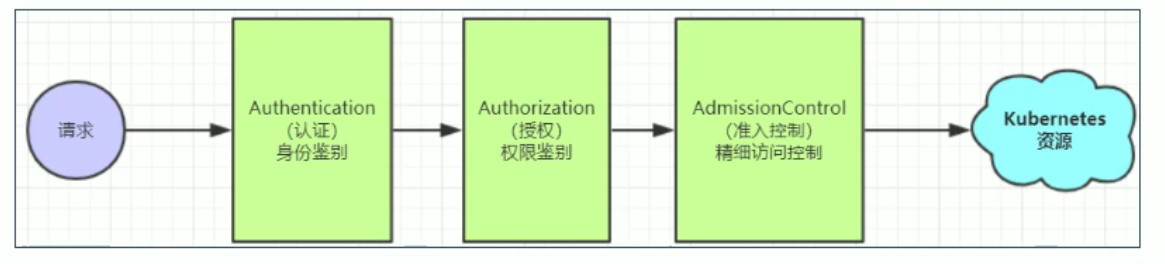 请求
Authentication
（认证）
身份鉴别
Authorization
（授权）
权限鉴别
AdmissionControl
（准入控制）
精细访问控制
Kubernetes
资源